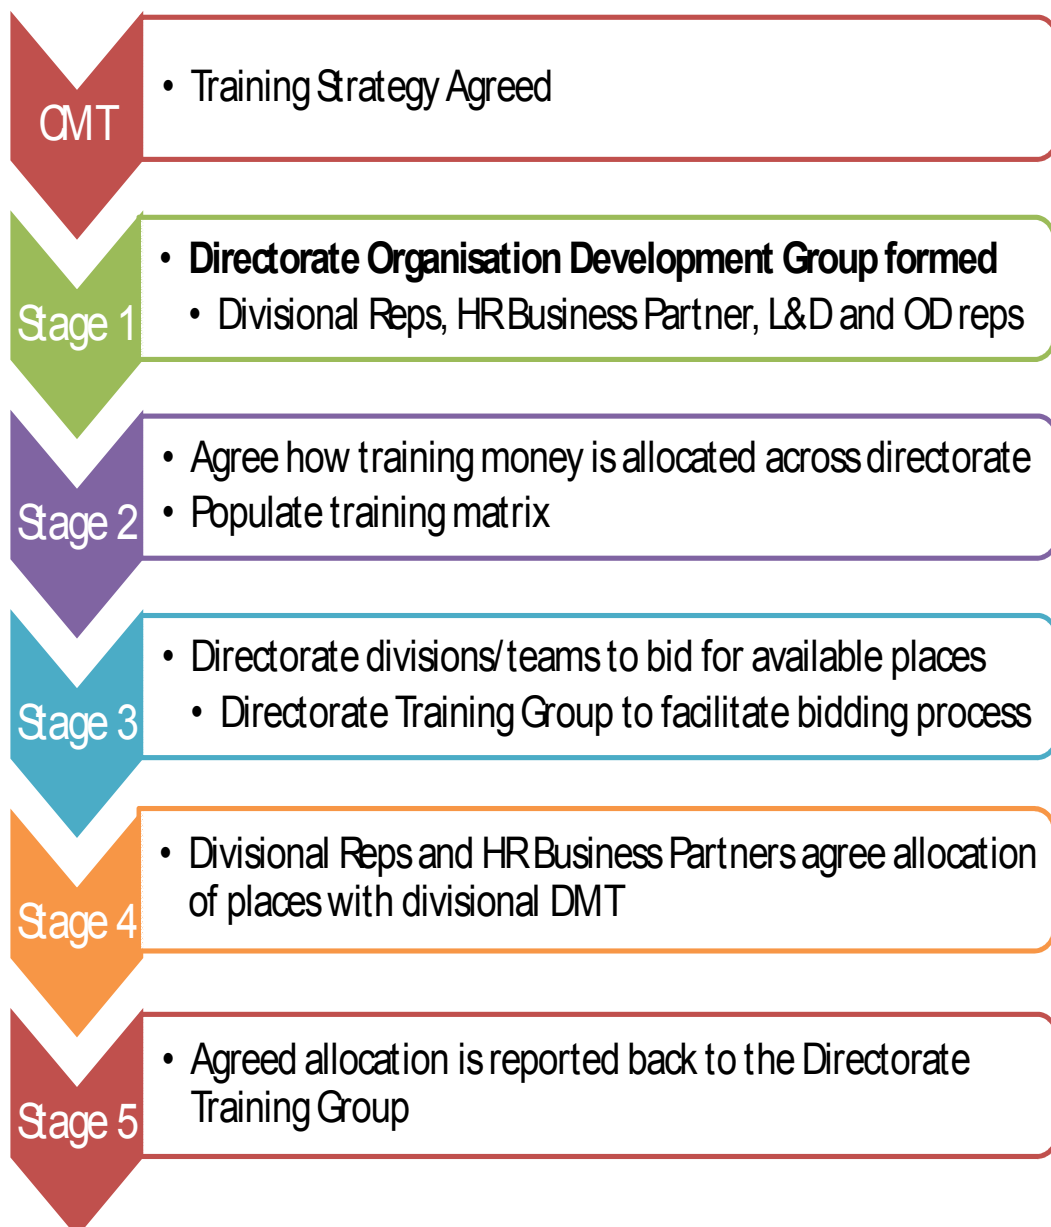 CMT
• Training Strategy Agreed
Stage 1
• Directorate Organisation Development Group formed
• Divisional Reps, HR Business Partner, L&D and OD reps
Stage 2
• Agree how training money is allocated across directorate
• Populate training matrix
Stage 3
• Directorate divisions/teams to bid for available places
• Directorate Training Group to facilitate bidding process
Stage 4
• Divisional Reps and HR Business Partners agree allocation
of places with divisional DMT
Stage 5
• Agreed allocation is reported back to the Directorate
Training Group